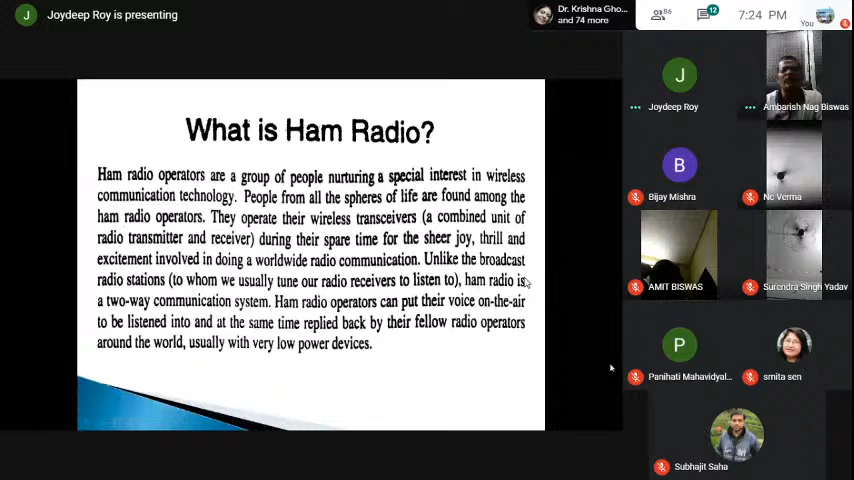 J
Joydeep Roy is presenting
Dr. Krishna Gho...
and 74 more
86
12
7:24 PM
You
What is Ham Radio?
Ham radio operators are a group of people nurturing a special interest in wireless
communication technology. People from all the spheres of life are found among the
ham radio operators. They operate their wireless transceivers (a combined unit of
radio transmitter and receiver) during their spare time for the sheer joy, thrill and
excitement involved in doing a worldwide radio communication. Unlike the broadcast
radio stations (to whom we usually tune our radio receivers to listen to), ham radio is
a two-way communication system. Ham radio operators can put their voice on-the-air
to be listened into and at the same time replied back by their fellow radio operators
around the world, usually with very low power devices.
J
Joydeep Roy
Ambarish Nag Biswas
B
Bijay Mishra
Nc Verma
AMIT BISWAS
Surendra Singh Yadav
P
Panihati Mahavidyal...
smita sen
Subhajit Saha